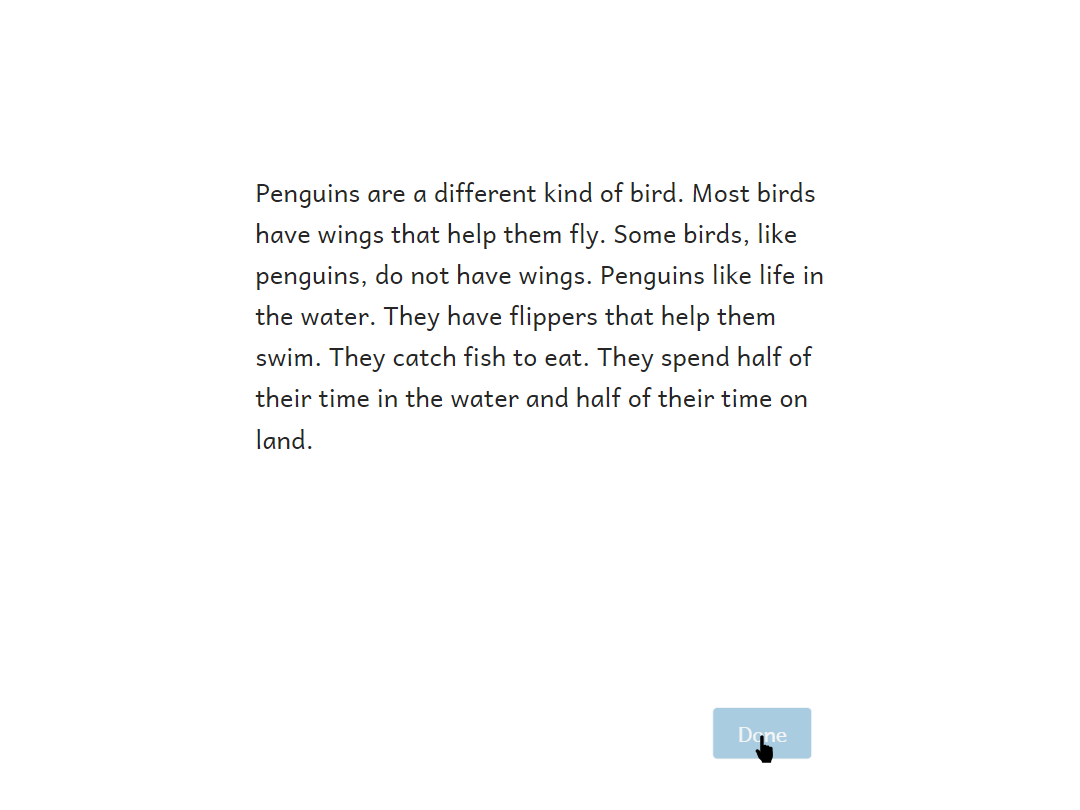 Penguins are a different kind of bird. Most birds
have wings that help them fly. Some birds, like
penguins, do not have wings. Penguins like life in
the water. They have flippers that help them
swim. They catch fish to eat. They spend half of
their time in the water and half of their time on
land.
Done